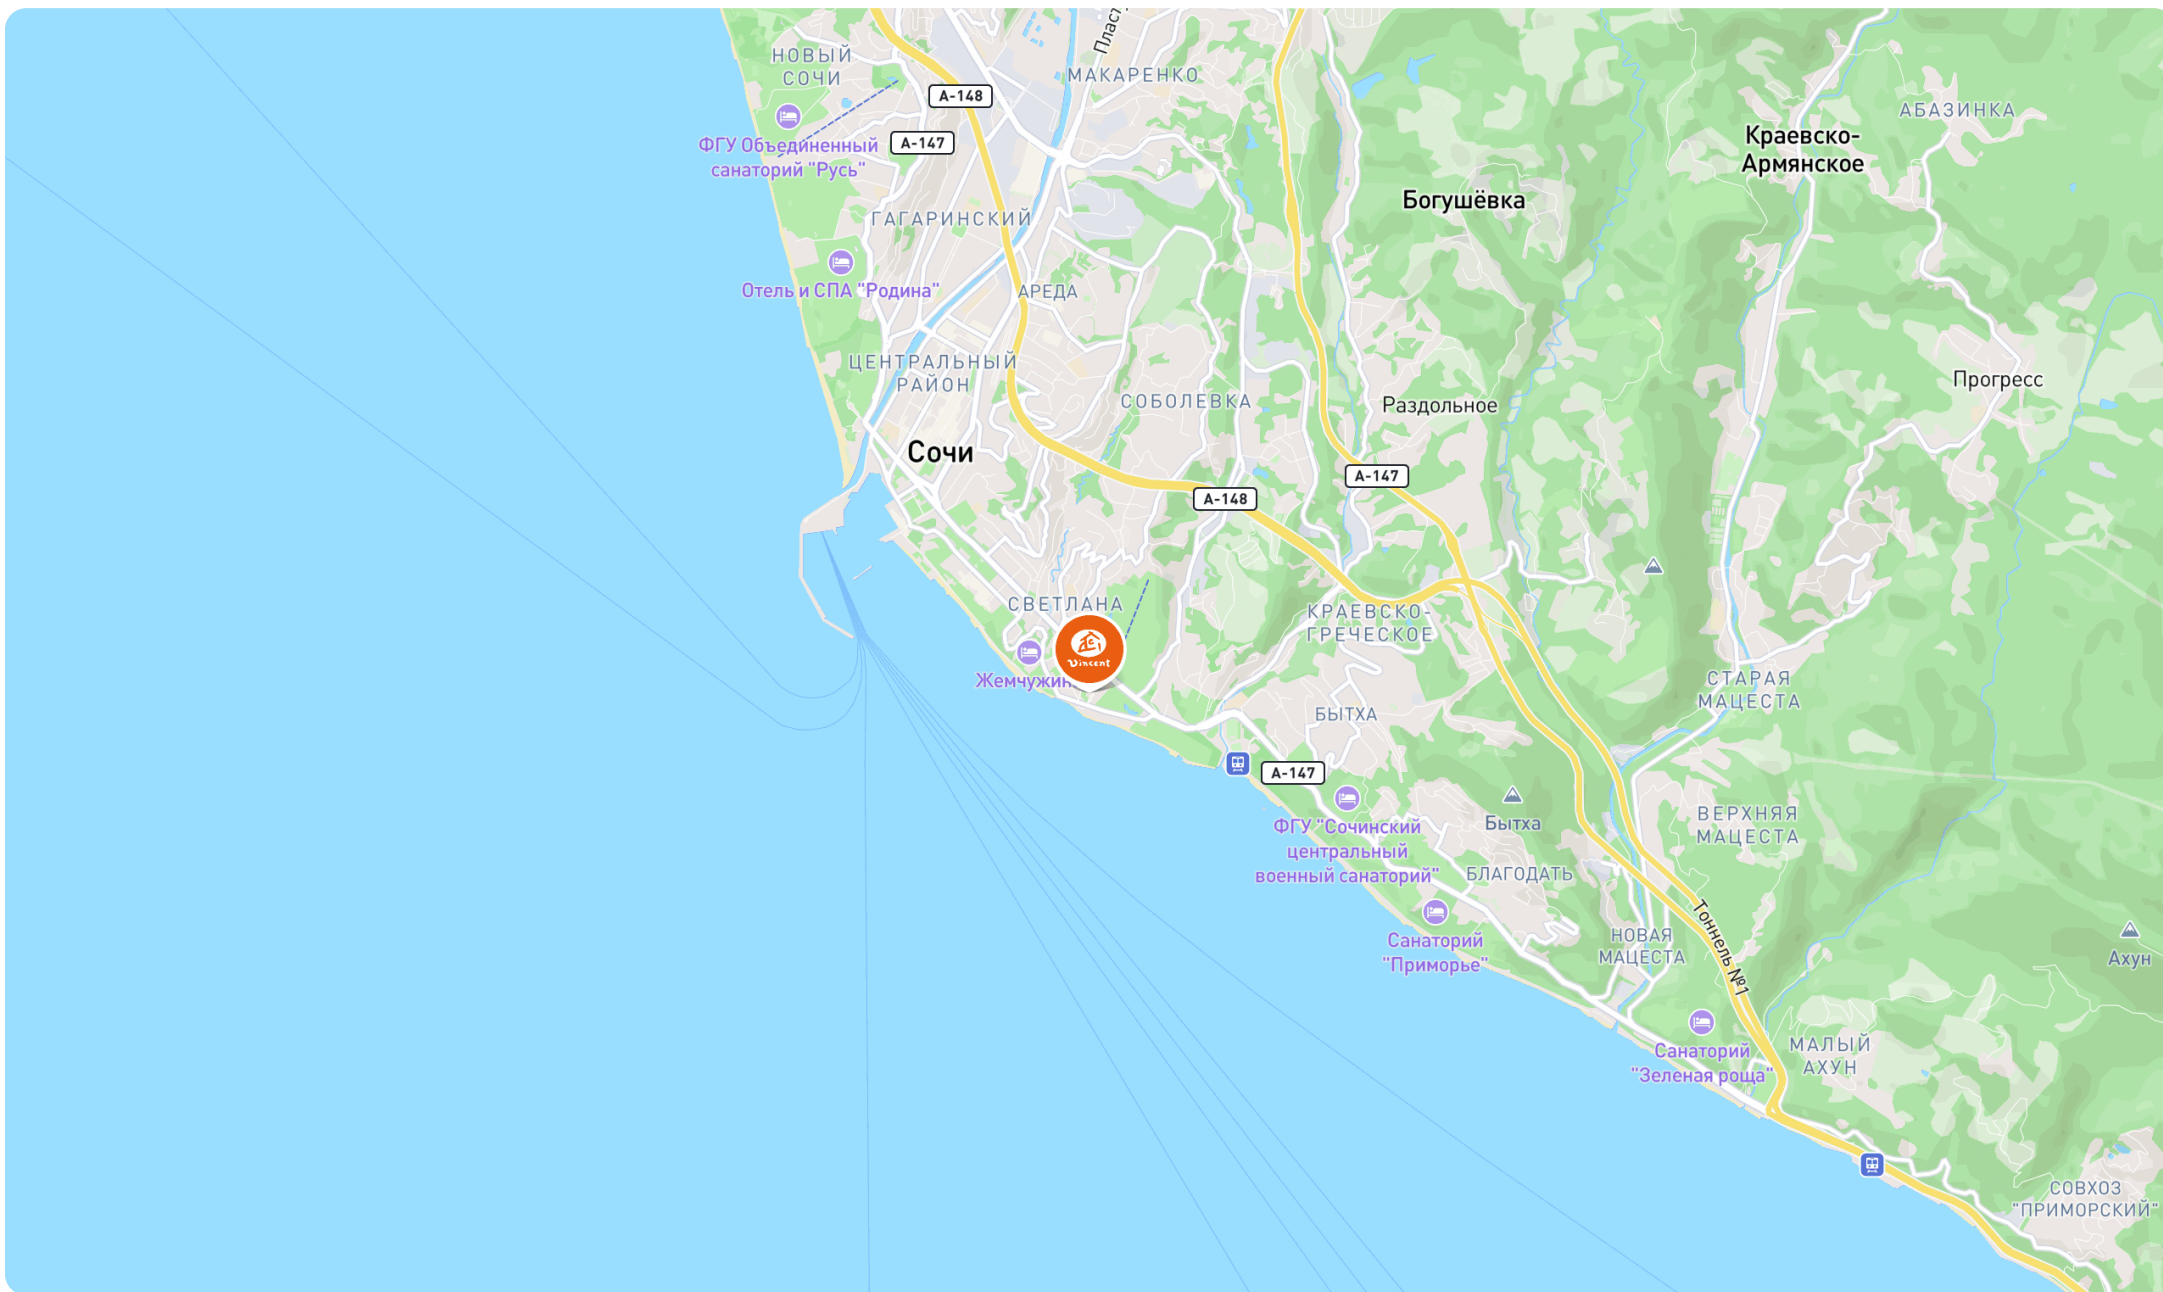 Пласт
НОВЫЙ
СОЧИ
МАКАРЕНКО
А-148
АБАЗИНКА
Краевско-
Армянское
А-147
ФГУ Объединенный
санаторий "Русь"
Богушёвка
ГАГАРИНСКИЙ
Отель и СПА "Родина"
АРЕДА
ЦЕНТРАЛЬНЫЙ
РАЙОН
Прогресс
СОБОЛЕВКА
Раздольное
Сочи
А-147
А-148
СВЕТЛАНА
КРАЕВСКО-
ГРЕЧЕСКОЕ
Vincent
Жемчужин
СТАРАЯ
МАЦЕСТА
БЫТХА
А-147
ФГУ "Сочинский
центральный
военный санаторий"
Бытха
ВЕРХНЯЯ
МАЦЕСТА
БЛАГОДАТЬ
Тоннель №1
Санаторий
"Приморье"
НОВАЯ
МАЦЕСТА
Ахун
Санаторий
"Зеленая роща"
МАЛЫЙ
АХУН
СОВХОЗ
"ПРИМОРСКИЙ"